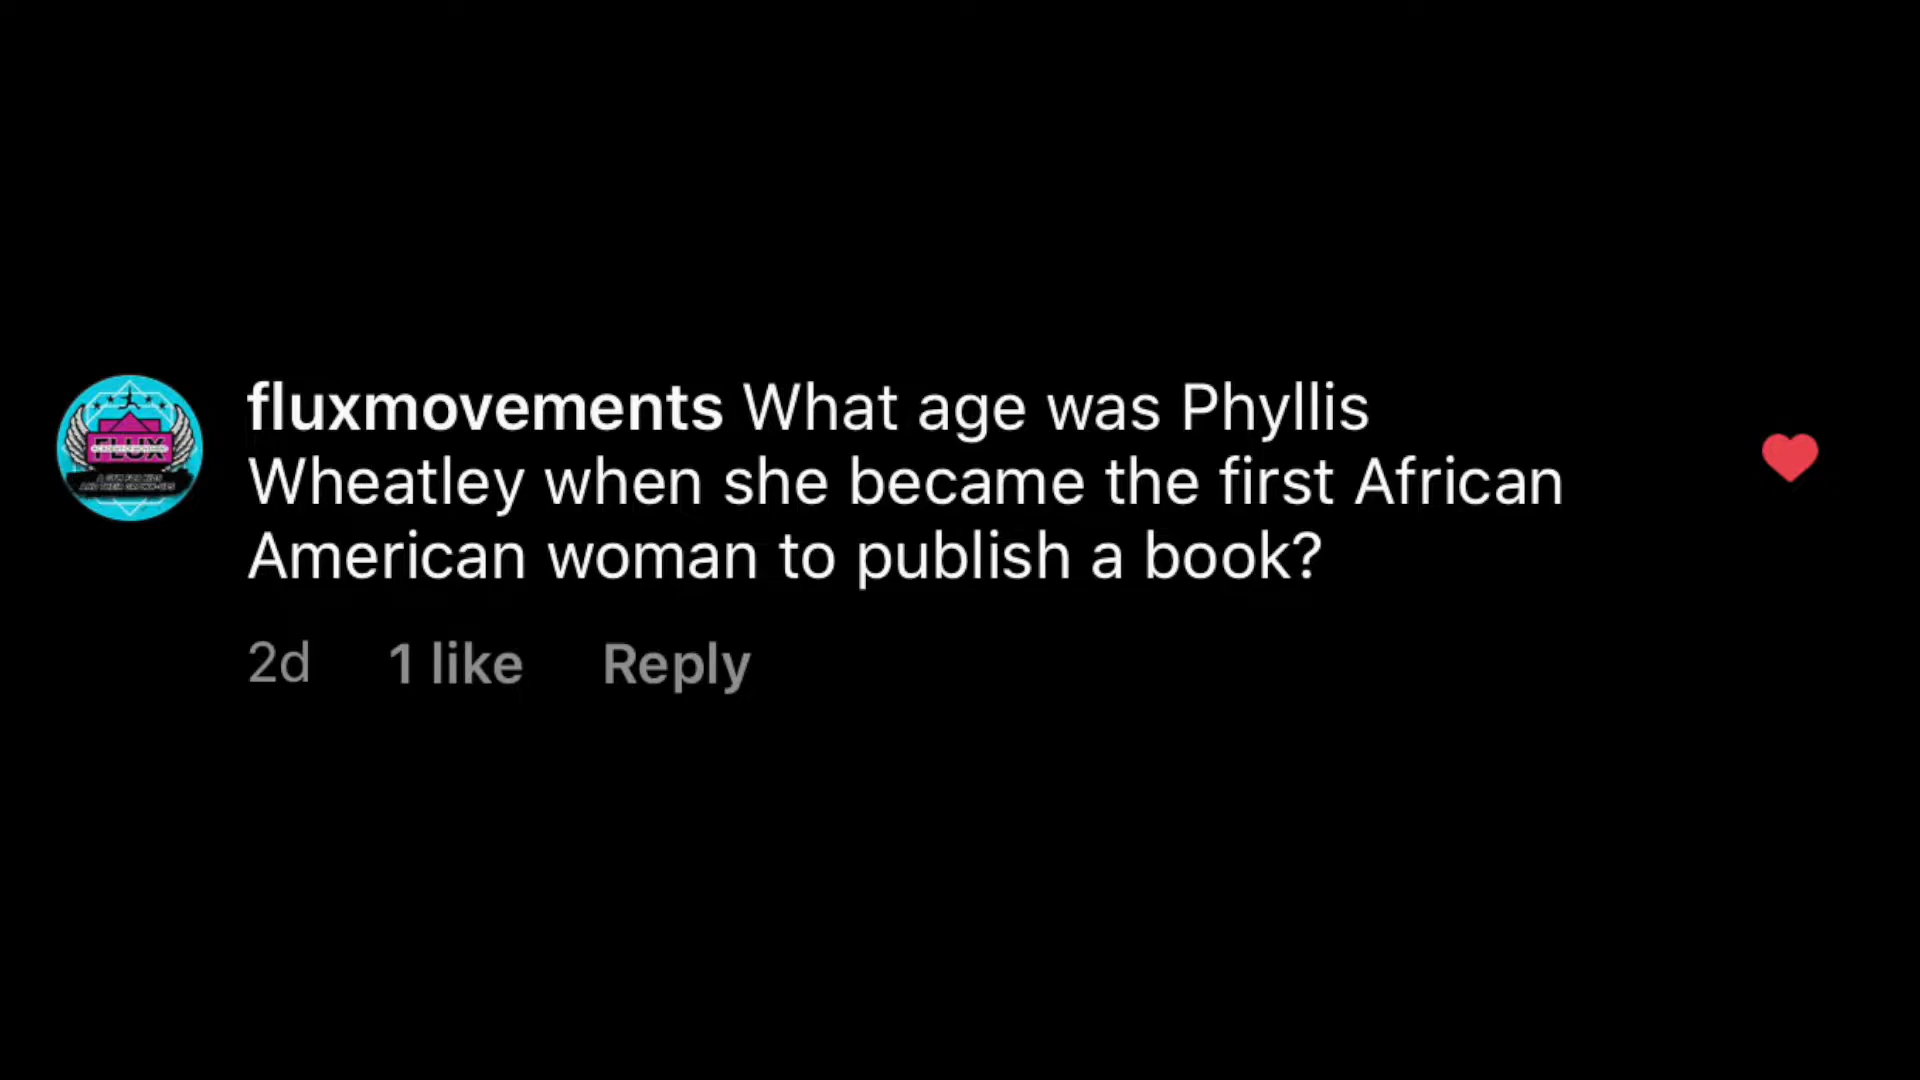 FLUX
fluxmovements What age was Phyllis
Wheatley when she became the first African
American woman to publish a book?
2d 1 like Reply